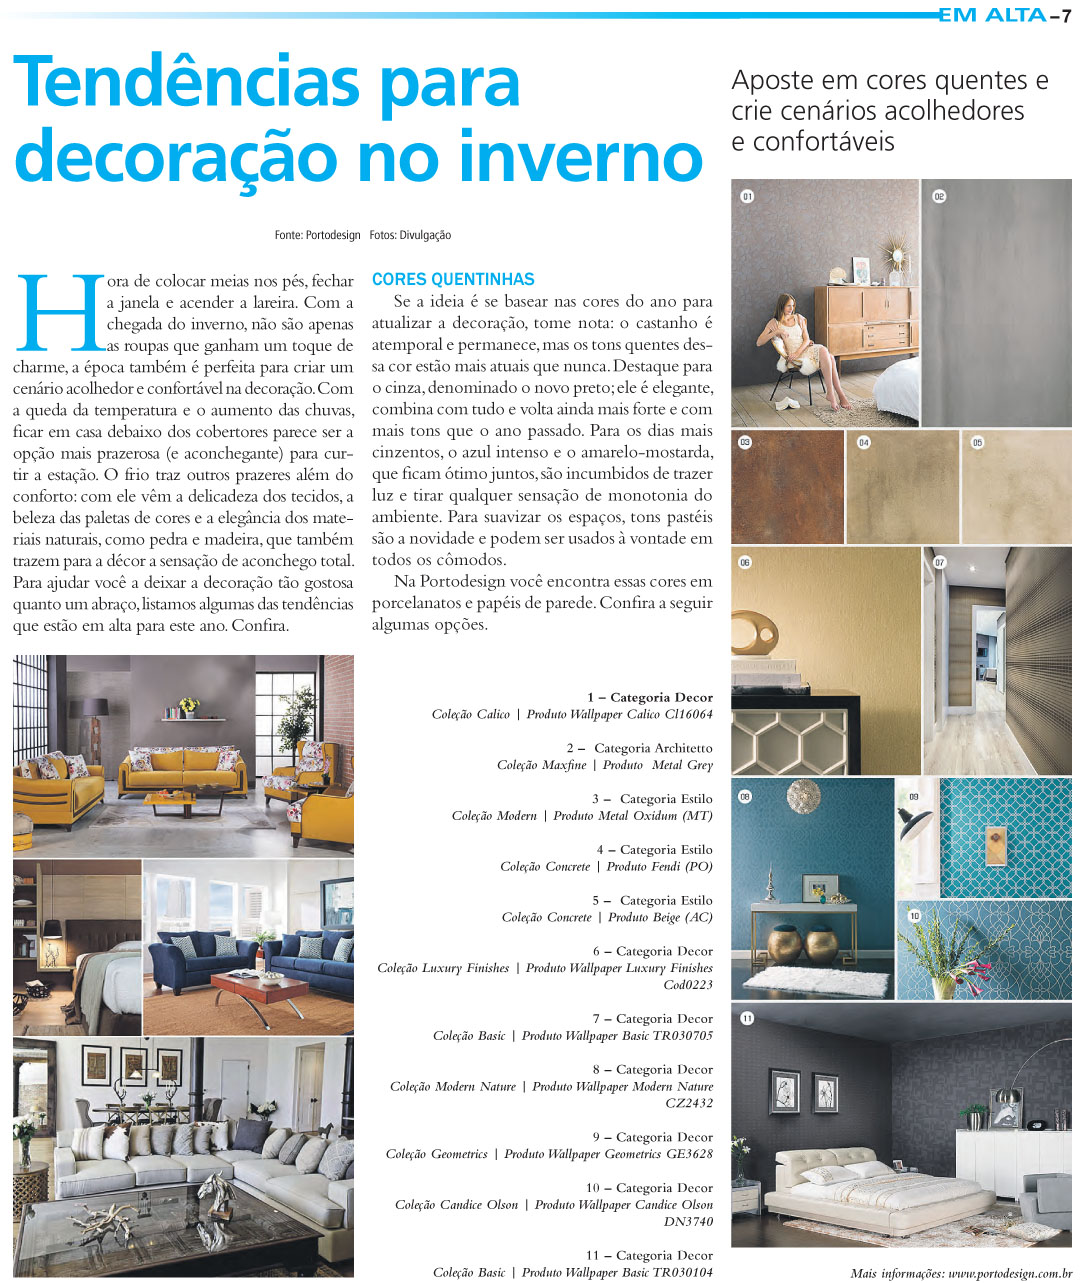 EM ALTA – 7
Tendências para
decoração no inverno
Aposte em cores quentes e
crie cenários acolhedores
e confortáveis
Fonte: Portodesign Fotos: Divulgação
Hora de colocar meias nos pés, fechar
a janela e acender a lareira. Com a
chegada do inverno, não são apenas
as roupas que ganham um toque de
charme, a época também é perfeita para criar um
cenário acolhedor e confortável na decoração. Com
a queda da temperatura e o aumento das chuvas,
ficar em casa debaixo dos cobertores parece ser a
opção mais prazerosa (e aconchegante) para cur-
tir a estação. O frio traz outros prazeres além do
conforto: com ele vêm a delicadeza dos tecidos, a
beleza das paletas de cores e a elegância dos mate-
riais naturais, como pedra e madeira, que também
trazem para a décor a sensação de aconchego total.
Para ajudar você a deixar a decoração tão gostosa
quanto um abraço, listamos algumas das tendências
que estão em alta para este ano. Confira.
CORES QUENTINHAS
Se a ideia é se basear nas cores do ano para
atualizar a decoração, tome nota: o castanho é
atemporal e permanece, mas os tons quentes des-
sa cor estão mais atuais que nunca. Destaque para
o cinza, denominado o novo preto; ele é elegante,
combina com tudo e volta ainda mais forte e com
mais tons que o ano passado. Para os dias mais
cinzentos, o azul intenso e o amarelo-mostarda,
que ficam ótimo juntos, são incumbidos de trazer
luz e tirar qualquer sensação de monotonia do
ambiente. Para suavizar os espaços, tons pastéis
são a novidade e podem ser usados à vontade em
todos os cômodos.
Na Portodesign você encontra essas cores em
porcelanatos e papéis de parede. Confira a seguir
algumas opções.
1 – Categoria Decor
Coleção Calico | Produto Wallpaper Calico Cl16064
2 – Categoria Architetto
Coleção Maxfine | Produto Metal Grey
3 – Categoria Estilo
Coleção Modern | Produto Metal Oxidum (MT)
4 – Categoria Estilo
Coleção Concrete | Produto Fendi (PO)
5 – Categoria Estilo
Coleção Concrete | Produto Beige (AC)
6 – Categoria Decor
Coleção Luxury Finishes | Produto Wallpaper Luxury Finishes
Cod0223
7 – Categoria Decor
Coleção Basic | Produto Wallpaper Basic TR030705
8 – Categoria Decor
Coleção Modern Nature | Produto Wallpaper Modern Nature
CZ2432
9 – Categoria Decor
Coleção Geometrics | Produto Wallpaper Geometrics GE3628
10 – Categoria Decor
Coleção Candice Olson | Produto Wallpaper Candice Olson
DN3740
11 – Categoria Decor
Coleção Basic | Produto Wallpaper Basic TR030104
01
02
03
04
05
06
07
08
09
10
11
Mais informações: www.portodesign.com.br